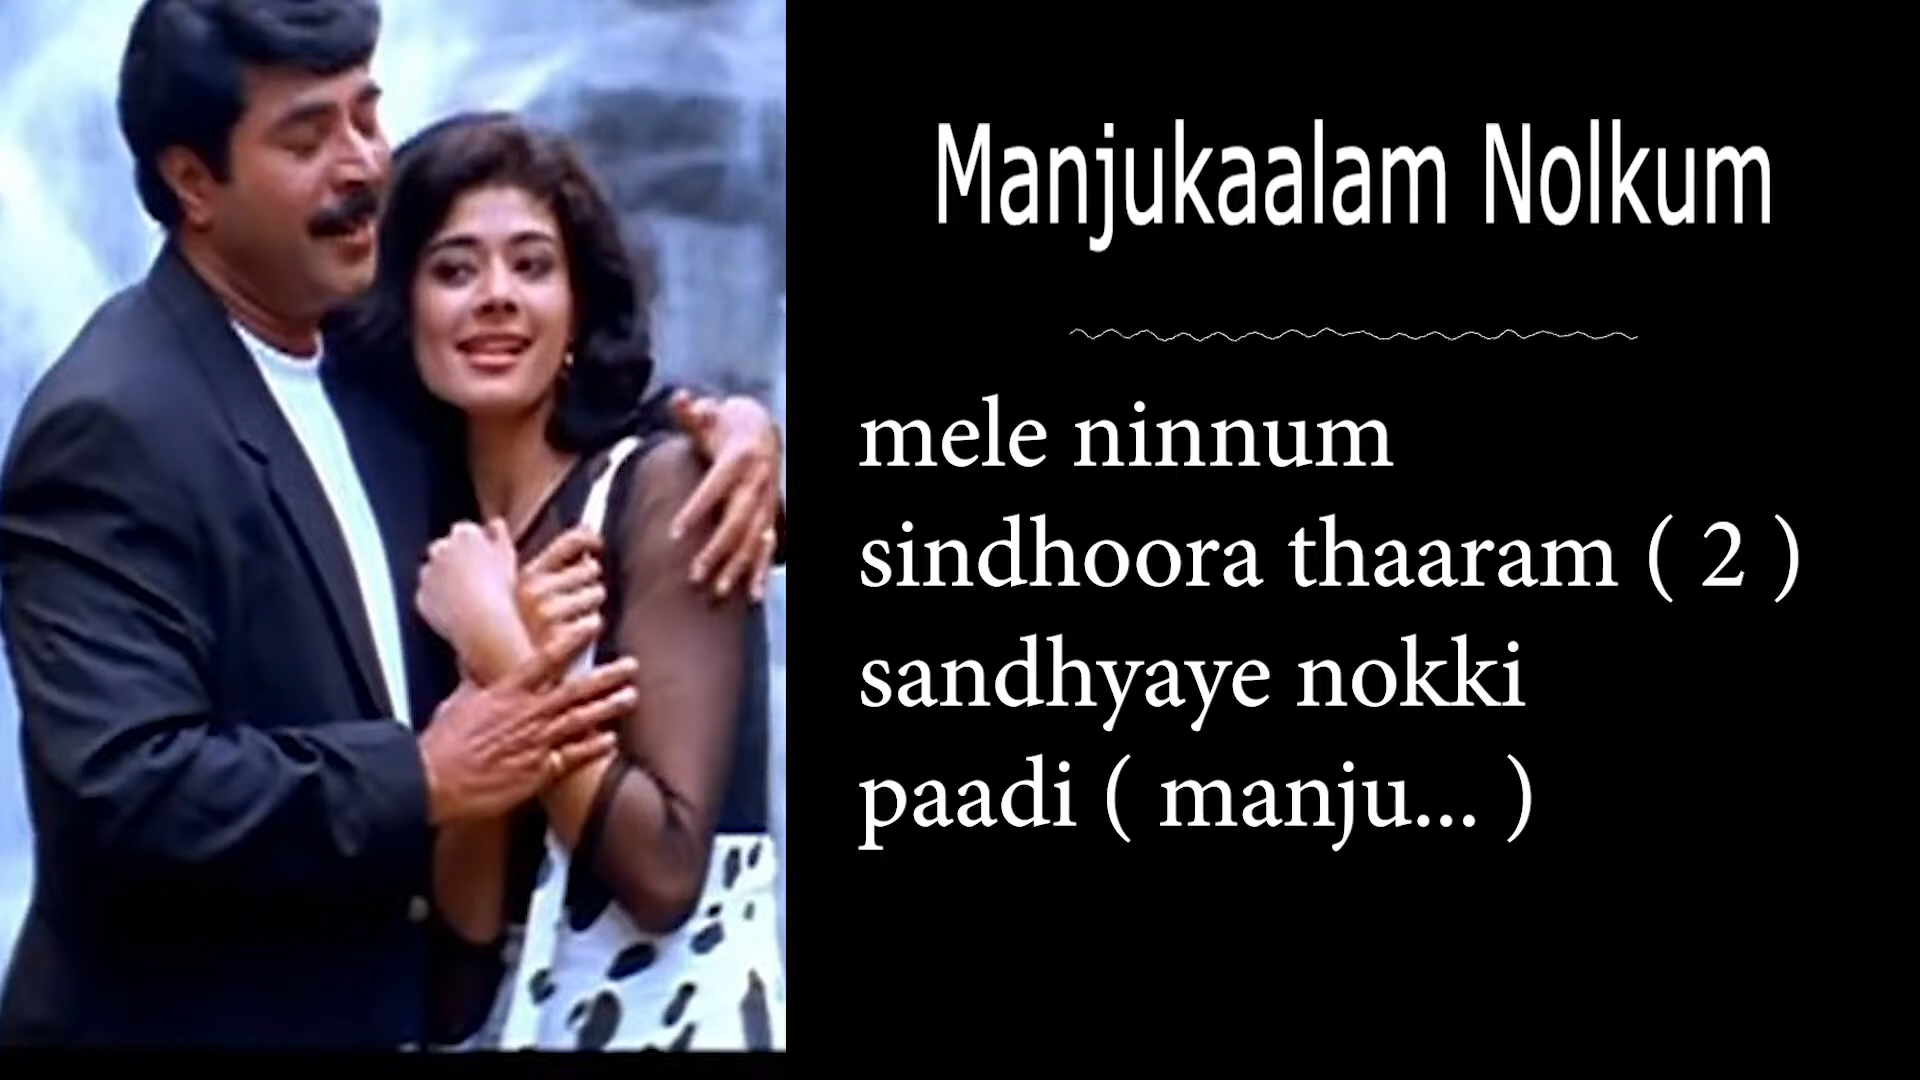 Manjukaalam Nolkum
mele ninnum
sindhoora thaaram ( 2 )
sandhyaye nokki
paadi ( manju... )